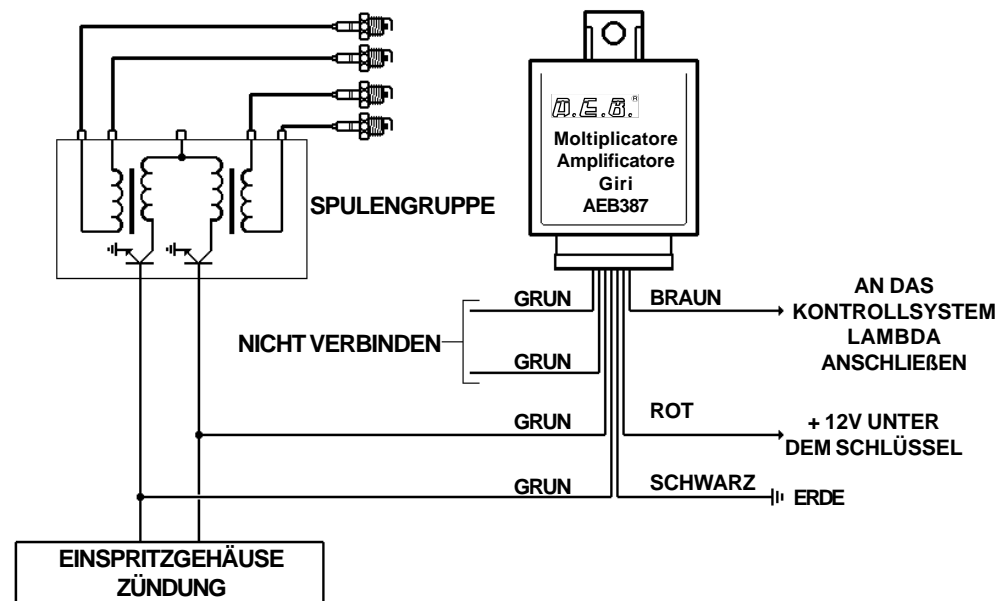 A.E.B.®
Moltiplicatore
Amplificatore
Giri
AEB387
SPULENGRUPPE
GRUN
BRAUN
AN DAS
KONTROLLSYSTEM
LAMBDA
ANSCHLIEßEN
NICHT VERBINDEN
GRUN
GRUN
ROT
+ 12V UNTER
DEM SCHLÜSSEL
GRUN
SCHWARZ
ERDE
EINSPRITZGEHÄUSE
ZÜNDUNG